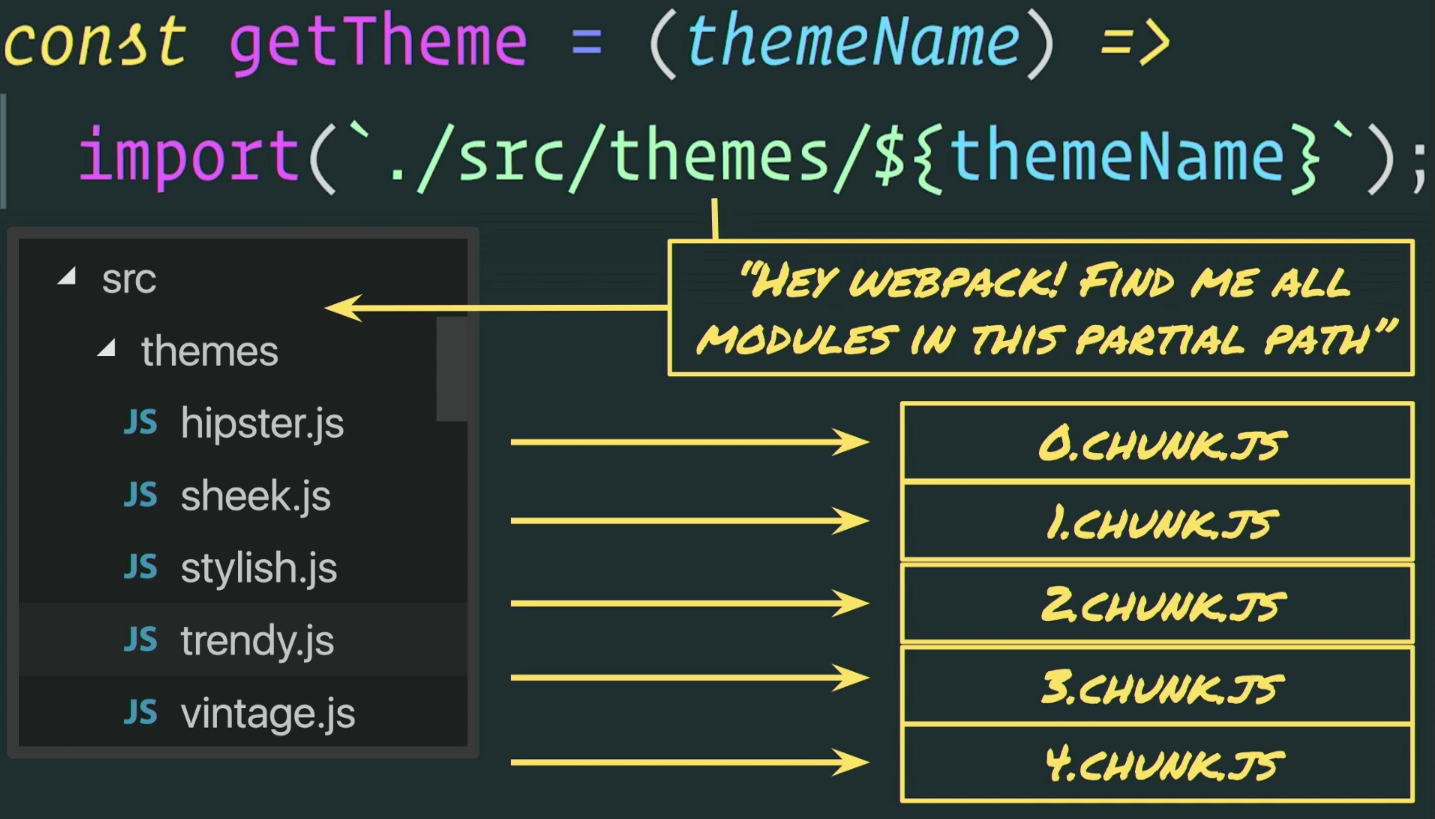 const getTheme = (themeName) =>
import(`./src/themes/${themeName}`);
src
themes
JS hipster.js
JS sheek.js
JS stylish.js
JS trendy.js
JS vintage.js
“HEY WEBPACK! FIND ME ALL
MODULES IN THIS PARTIAL PATH”
0.CHUNK.JS
1.CHUNK.JS
2.CHUNK.JS
3.CHUNK.JS
4.CHUNK.JS